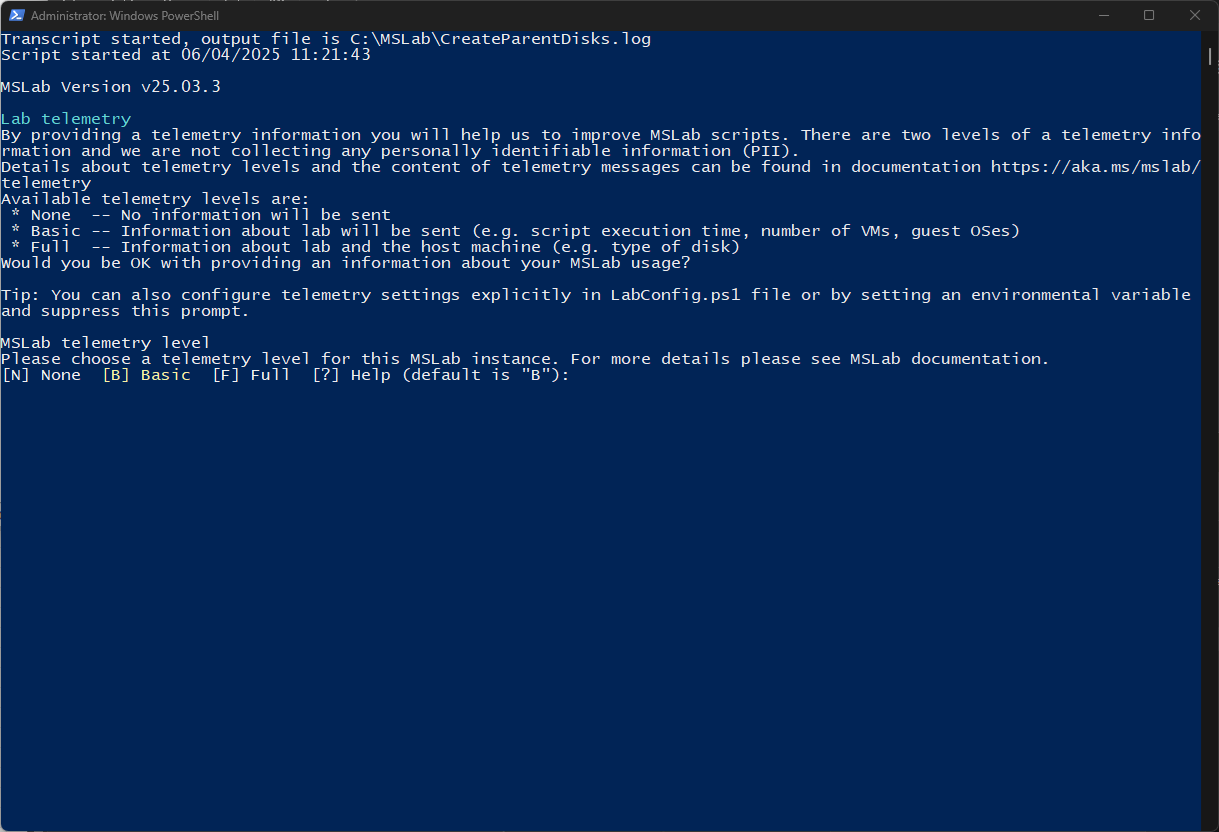 Administrator: Windows PowerShell
Transcript started, output file is C:\MSLab\CreateParentDisks.log
Script started at 06/04/2025 11:21:43
MSLab Version v25.03.3
Lab telemetry
By providing a telemetry information you will help us to improve MSLab scripts. There are two levels of a telemetry info
rmation and we are not collecting any personally identifiable information (PII).
Details about telemetry levels and the content of telemetry messages can be found in documentation https://aka.ms/mslab/
telemetry
Available telemetry levels are:
 * None  -- No information will be sent
 * Basic -- Information about lab will be sent (e.g. script execution time, number of VMs, guest OSes)
 * Full  -- Information about lab and the host machine (e.g. type of disk)
Would you be OK with providing an information about your MSLab usage?
Tip: You can also configure telemetry settings explicitly in LabConfig.ps1 file or by setting an environmental variable
and suppress this prompt.
MSLab telemetry level
Please choose a telemetry level for this MSLab instance. For more details please see MSLab documentation.
[N] None  [B] Basic  [F] Full  [?] Help (default is "B"):